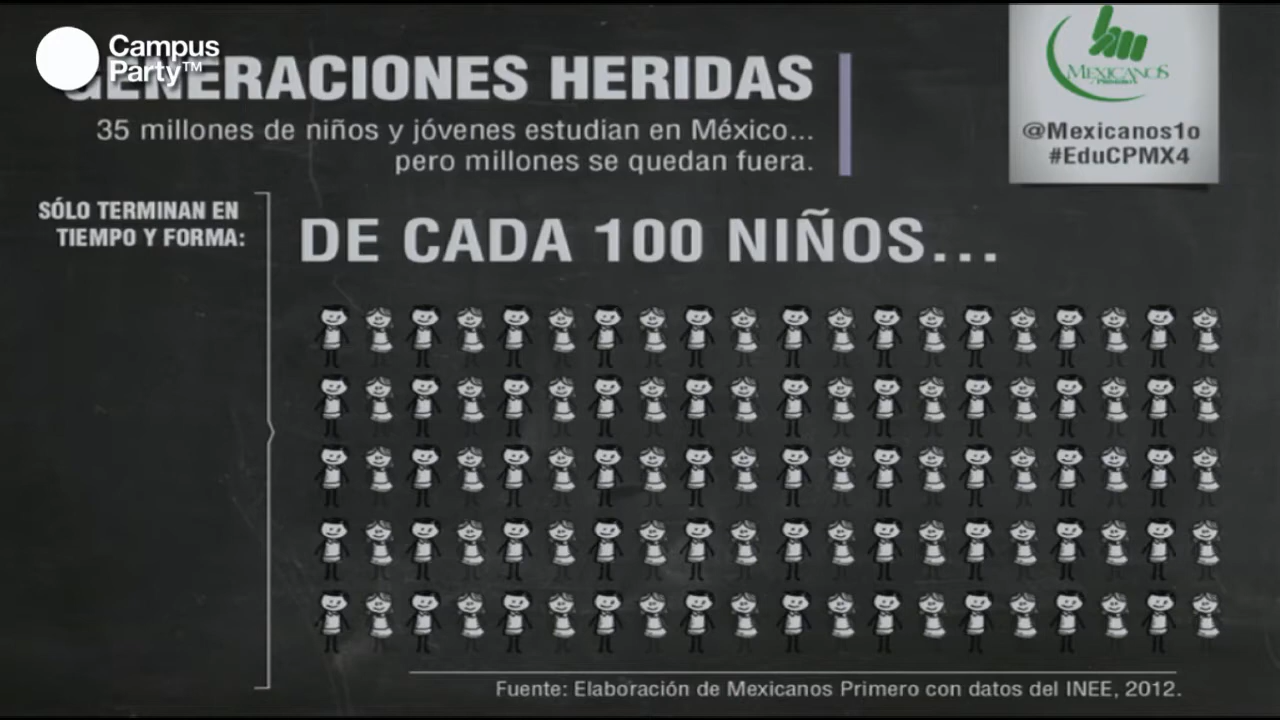 Campus
Party™
GENERACIONES HERIDAS
35 millones de niños y jóvenes estudian en México...
pero millones se quedan fuera.
MEXICANOS
PRIMERO
@Mexicanos1o
#EduCPMX4
SÓLO TERMINAN EN
TIEMPO Y FORMA:
DE CADA 100 NIÑOS...
Fuente: Elaboración de Mexicanos Primero con datos del INEE, 2012.